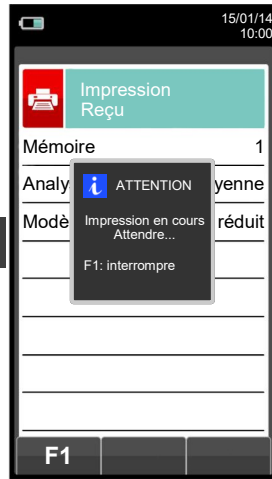 15/01/14
10:00
Impression
Reçu
Mémoire 1
Analy yenne
Modè réduit
i ATTENTION
Impression en cours
Attendre...
F1: interrompre
F1